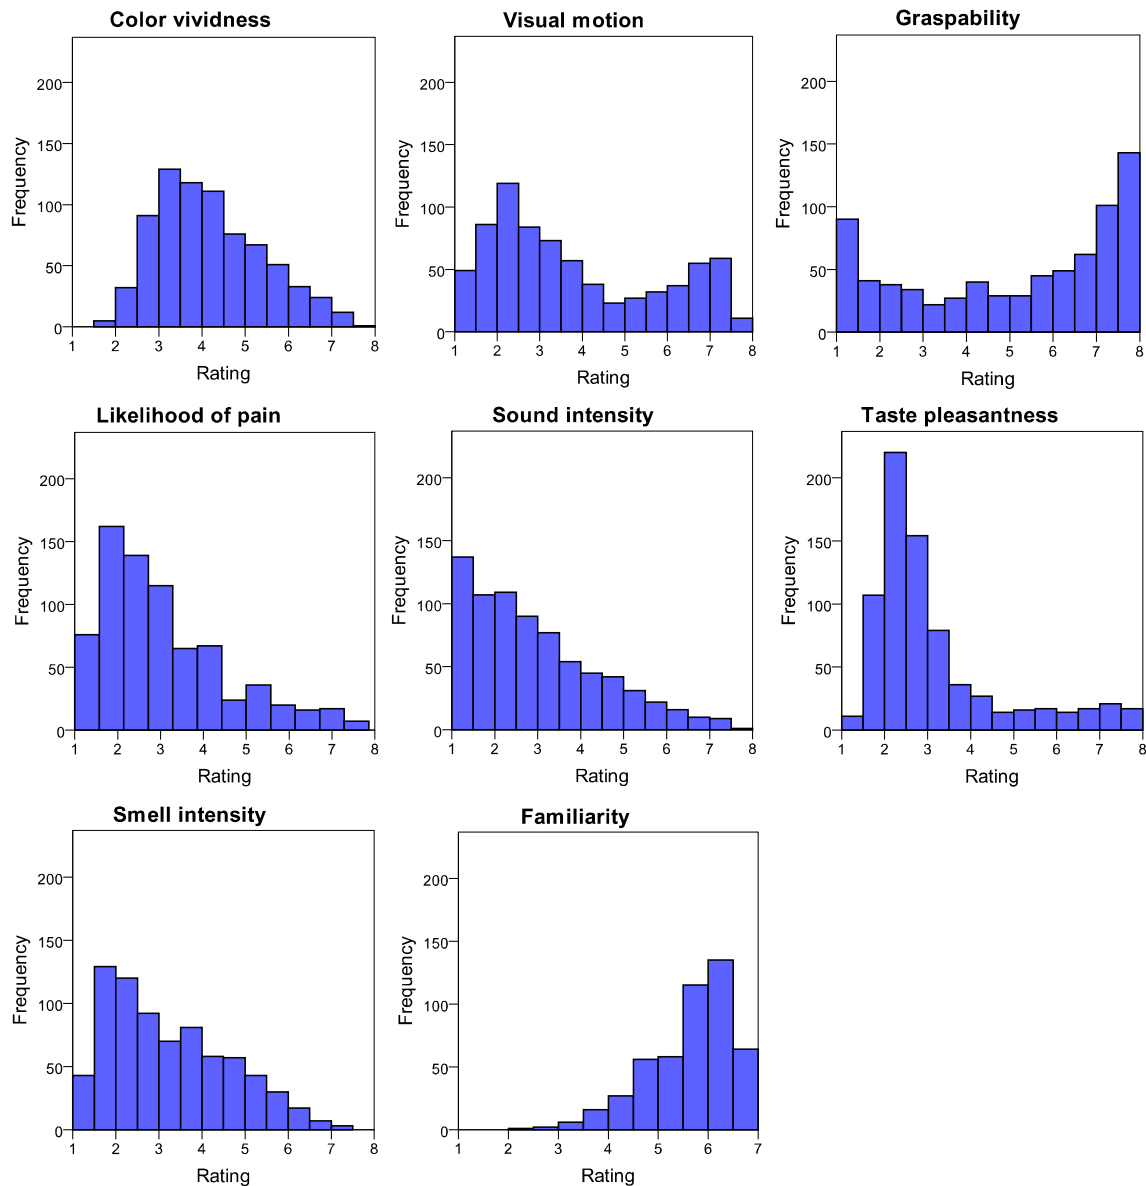 Color vividness
Frequency
200
150
100
50
0
1 2 3 4 5 6 7 8
Rating
Visual motion
Frequency
200
150
100
50
0
1 2 3 4 5 6 7 8
Rating
Graspability
Frequency
200
150
100
50
0
1 2 3 4 5 6 7 8
Rating
Likelihood of pain
Frequency
200
150
100
50
0
1 2 3 4 5 6 7 8
Rating
Sound intensity
Frequency
200
150
100
50
0
1 2 3 4 5 6 7 8
Rating
Taste pleasantness
Frequency
200
150
100
50
0
1 2 3 4 5 6 7 8
Rating
Smell intensity
Frequency
200
150
100
50
0
1 2 3 4 5 6 7 8
Rating
Familiarity
Frequency
200
150
100
50
0
1 2 3 4 5 6 7
Rating